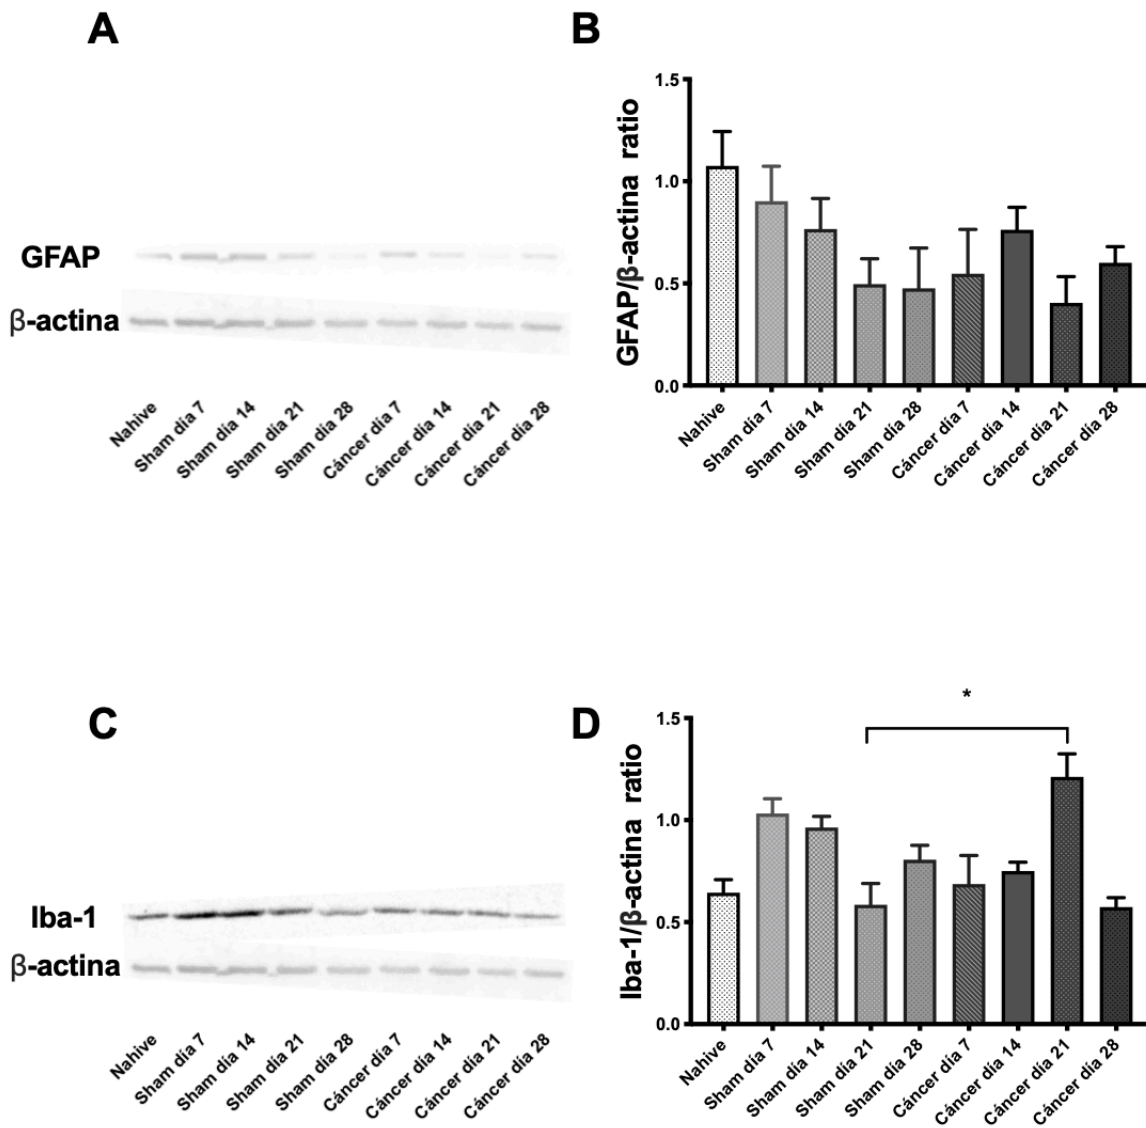 A
GFAP
β-actina
Nahive
Sham día 7
Sham día 14
Sham día 21
Sham día 28
Cáncer día 7
Cáncer día 14
Cáncer día 21
Cáncer día 28
B
GFAP/β-actina ratio
1.5
1.0
0.5
0.0
Nahive
Sham día 7
Sham día 14
Sham día 21
Sham día 28
Cáncer día 7
Cáncer día 14
Cáncer día 21
Cáncer día 28
C
Iba-1
β-actina
Nahive
Sham día 7
Sham día 14
Sham día 21
Sham día 28
Cáncer día 7
Cáncer día 14
Cáncer día 21
Cáncer día 28
D
Iba-1/β-actina ratio
1.5
1.0
0.5
0.0
*
Nahive
Sham día 7
Sham día 14
Sham día 21
Sham día 28
Cáncer día 7
Cáncer día 14
Cáncer día 21
Cáncer día 28